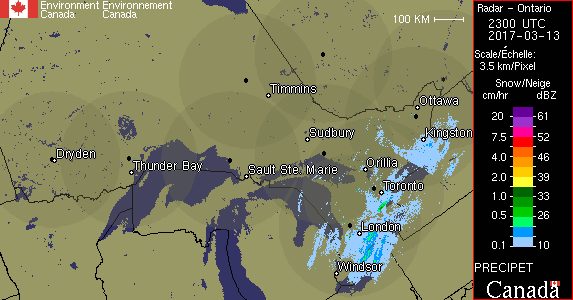 Environment Environnement
Canada Canada
100 KM
Timmins
Ottawa
Sudbury
Kingston
Dryden
Thunder Bay
Sault Ste. Marie
Orillia
Toronto
London
Windsor
Radar - Ontario
2300 UTC
2017-03-13
Scale/Échelle:
3.5 km/Pixel
Snow/Neige
cm/hr dBZ
20 61
7.5 52
4.0 46
2.0 39
1.0 33
0.5 26
0.1 10
PRECIPET
Canada